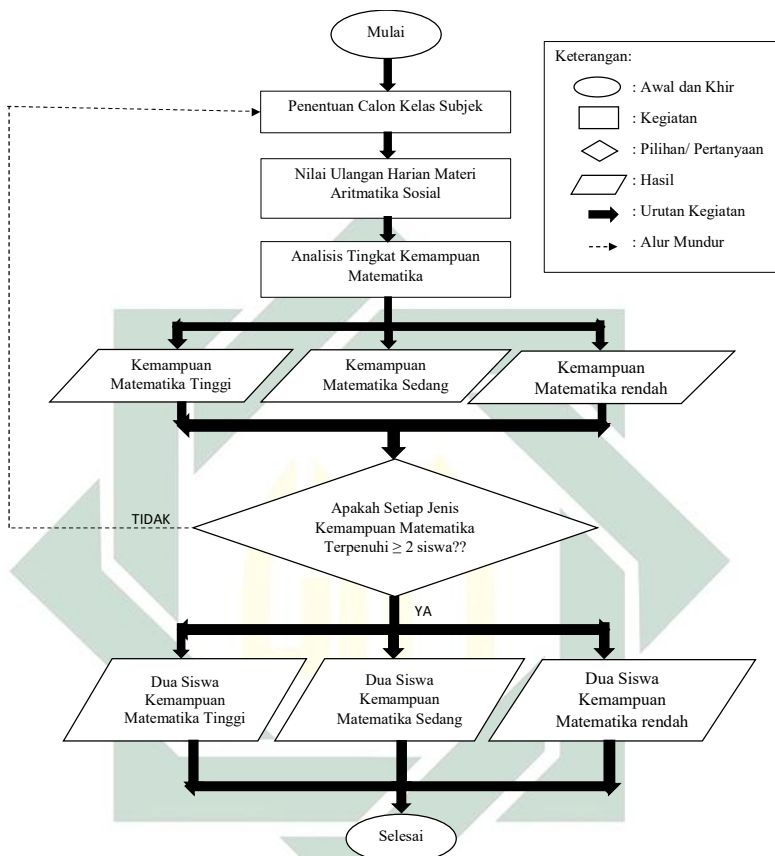 Mulai
Keterangan:
: Awal dan Khir
: Kegiatan
: Pilihan/ Pertanyaan
: Hasil
: Urutan Kegiatan
: Alur Mundur
Penentuan Calon Kelas Subjek
Nilai Ulangan Harian Materi
Aritmatika Sosial
Analisis Tingkat Kemampuan
Matematika
Kemampuan
Matematika Tinggi
Kemampuan
Matematika Sedang
Kemampuan
Matematika rendah
Apakah Setiap Jenis
Kemampuan Matematika
Terpenuhi ≥ 2 siswa??
TIDAK
YA
Dua Siswa
Kemampuan
Matematika Tinggi
Dua Siswa
Kemampuan
Matematika Sedang
Dua Siswa
Kemampuan
Matematika rendah
Selesai